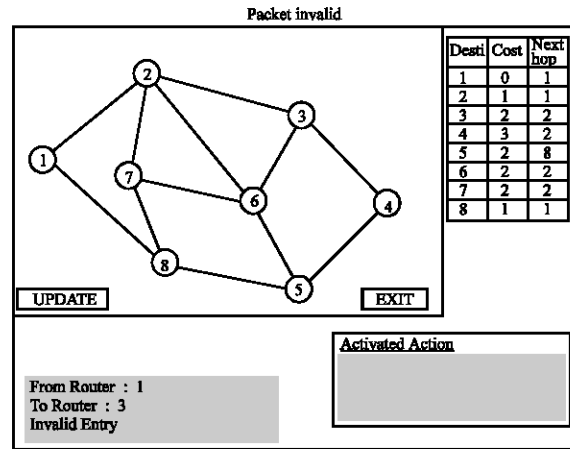 Packet invalid
Desti Cost Next hop
1 0 1
2 1 1
3 2 2
4 3 2
5 2 8
6 2 2
7 2 2
8 1 1
2
3
1
7
6
4
8
5
UPDATE
EXIT
Activated Action
From Router : 1
To Router : 3
Invalid Entry